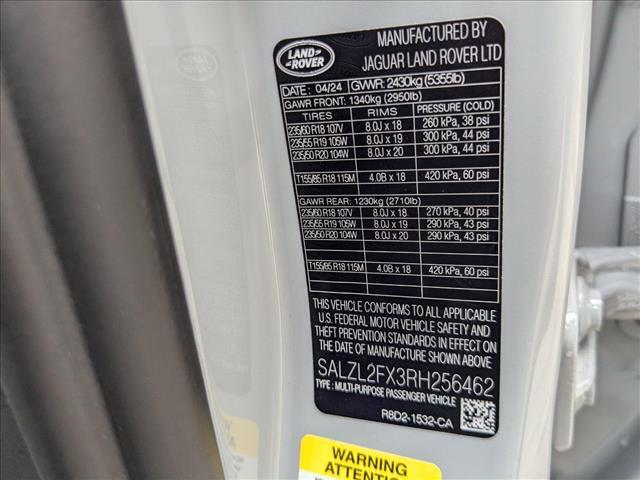 LAND
ROVER
MANUFACTURED BY
JAGUAR LAND ROVER LTD
DATE: 04/24 GVWR: 2430kg (5355lb)
GAWR FRONT: 1340kg (2950lb)
TIRES RIMS PRESSURE (COLD)
235/60 R18 107V 8.0J x 18 260 kPa, 38 psi
235/55 R19 105W 8.0J x 19 300 kPa, 44 psi
235/50 R20 104W 8.0J x 20 300 kPa, 44 psi
T155/85 R18 115M 4.0B x 18 420 kPa, 60 psi
GAWR REAR: 1230kg (2710lb)
235/60 R18 107V 8.0J x 18 270 kPa, 40 psi
235/55 R19 105W 8.0J x 19 290 kPa, 43 psi
235/50 R20 104W 8.0J x 20 290 kPa, 43 psi
T155/85 R18 115M 4.0B x 18 420 kPa, 60 psi
THIS VEHICLE CONFORMS TO ALL APPLICABLE
U.S. FEDERAL MOTOR VEHICLE SAFETY AND
THEFT PREVENTION STANDARDS IN EFFECT ON
THE DATE OF MANUFACTURE SHOWN ABOVE
SALZL2FX3RH256462
TYPE: MULTI-PURPOSE PASSENGER VEHICLE
R8D2-1532-CA
WARNING
ATTENTI